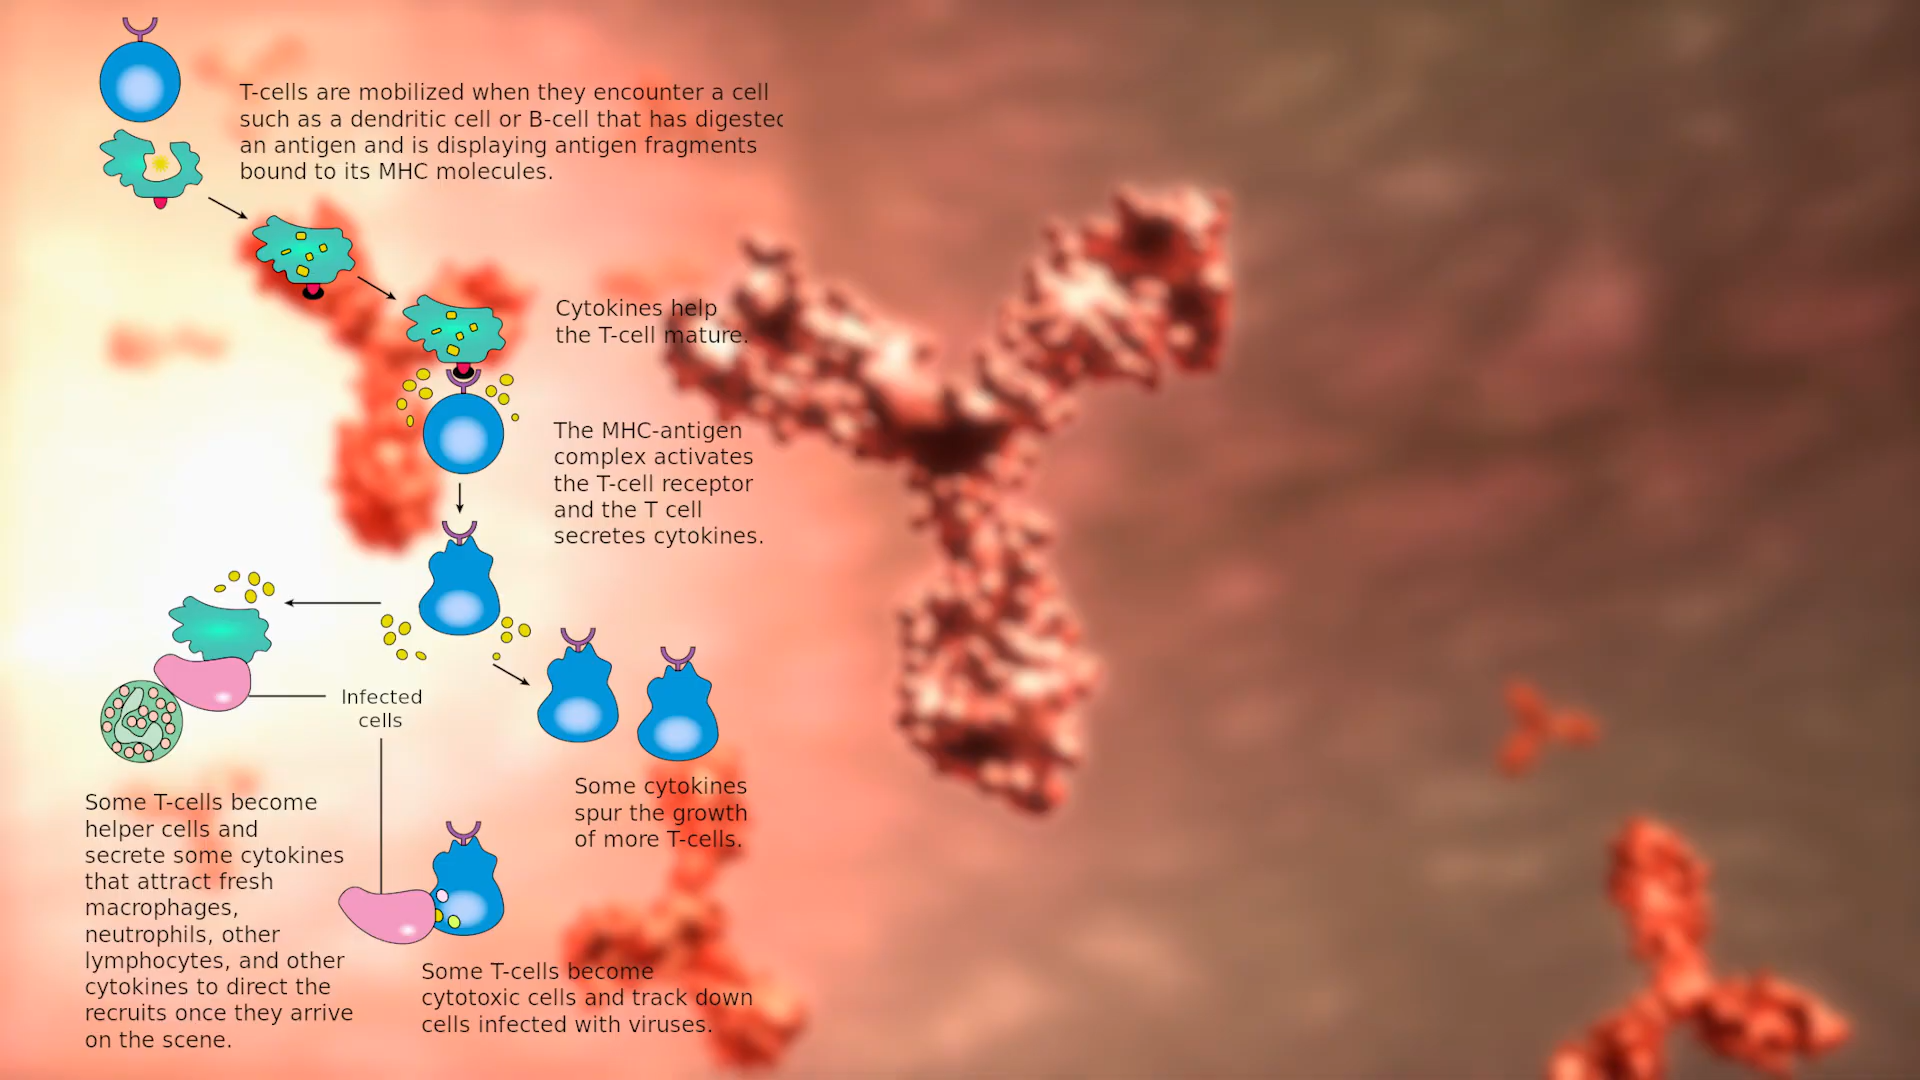 T-cells are mobilized when they encounter a cell
such as a dendritic cell or B-cell that has digested
an antigen and is displaying antigen fragments
bound to its MHC molecules.
Cytokines help
the T-cell mature.
The MHC-antigen
complex activates
the T-cell receptor
and the T cell
secretes cytokines.
Infected
cells
Some cytokines
spur the growth
of more T-cells.
Some T-cells become
helper cells and
secrete some cytokines
that attract fresh
macrophages,
neutrophils, other
lymphocytes, and other
cytokines to direct the
recruits once they arrive
on the scene.
Some T-cells become
cytotoxic cells and track down
cells infected with viruses.